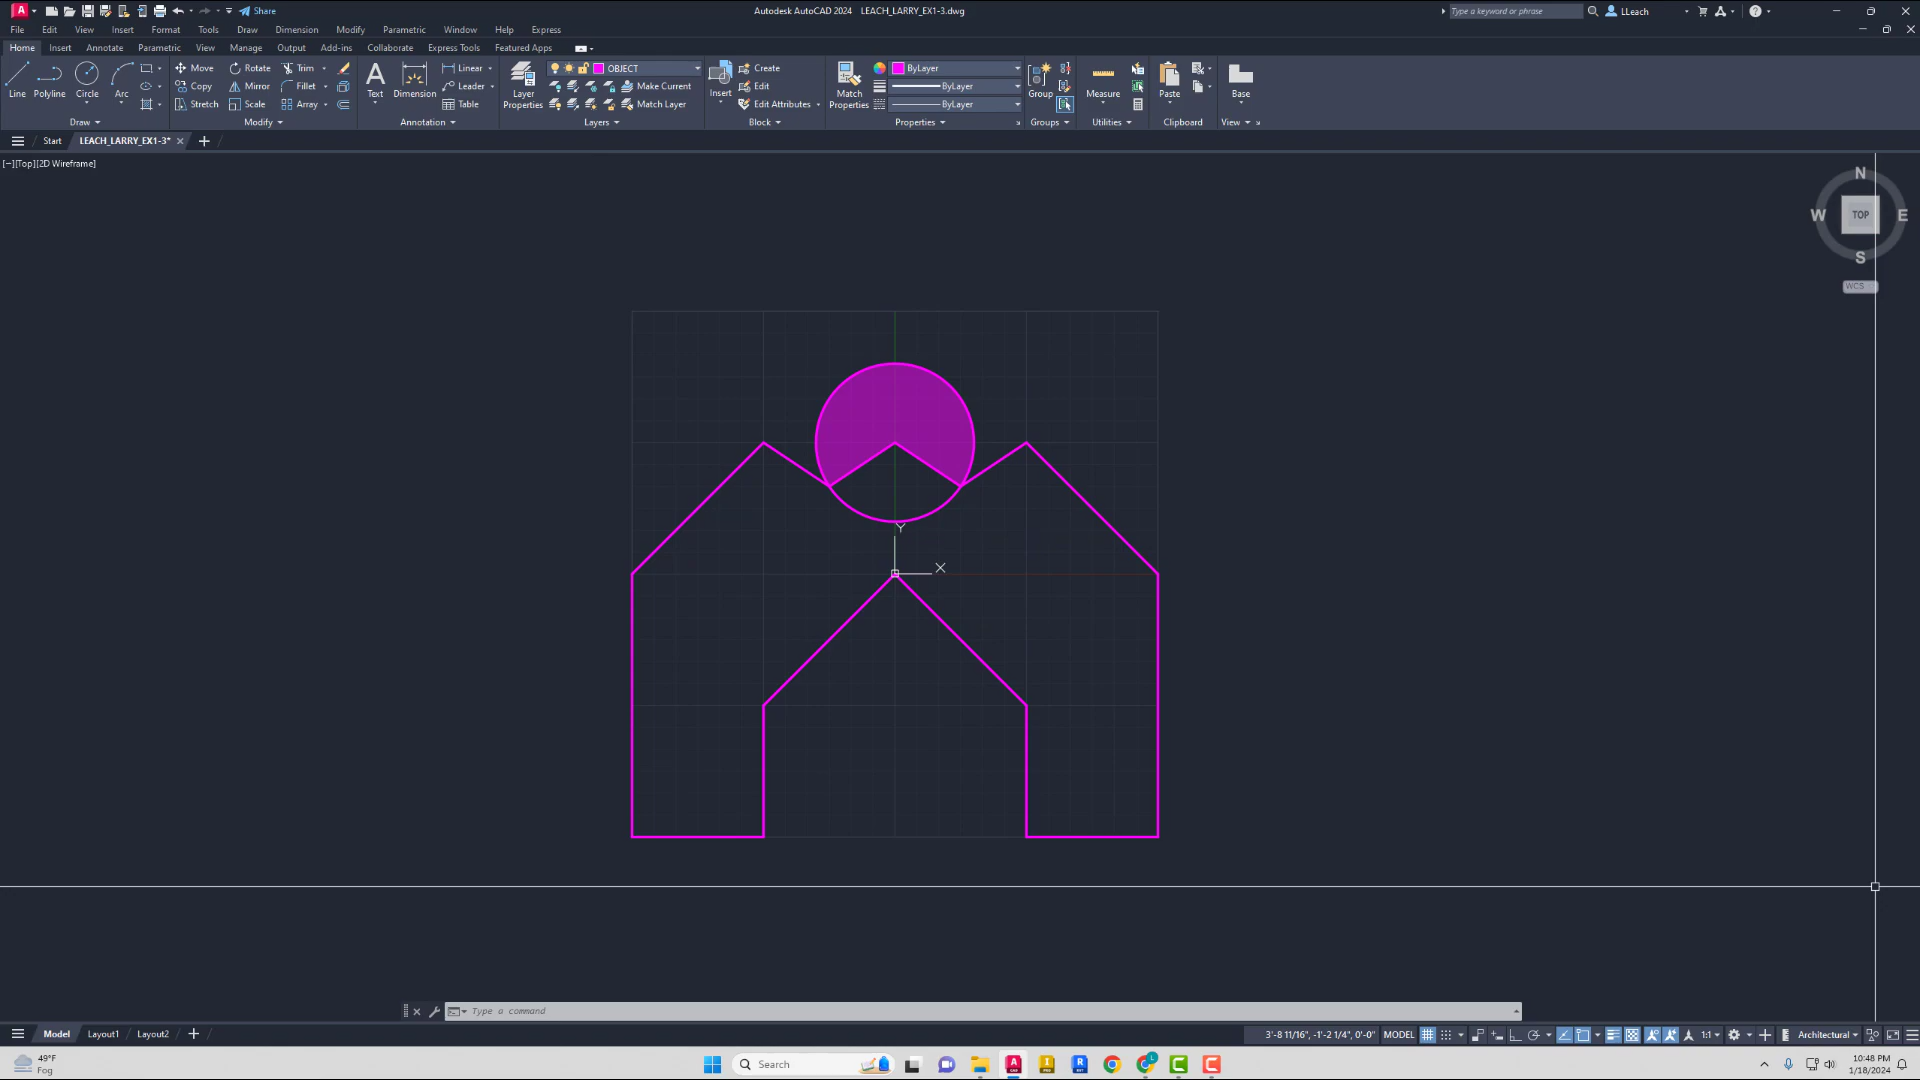 Share
Autodesk AutoCAD 2024 LEACH_LARRY_EX1-3.dwg
Type a keyword or phrase
LLeach
File Edit View Insert Format Tools Draw Dimension Modify Parametric Window Help Express
Home Insert Annotate Parametric View Manage Output Add-ins Collaborate Express Tools Featured Apps
Line Polyline Circle Arc
Move Rotate Trim
Copy Mirror Fillet
Stretch Scale Array
Text Dimension
Linear
Leader
Table
Layer
Properties
OBJECT
Make Current
Match Layer
Insert
Create
Edit
Edit Attributes
Match
Properties
ByLayer
ByLayer
ByLayer
Group
Measure
Paste
Base
Draw Modify Annotation Layers Block Properties Groups Utilities Clipboard View
Start LEACH_LARRY_EX1-3*
[−][Top][2D Wireframe]
N
W TOP E
S
WCS
Y
X
Type a command
Model Layout1 Layout2
3'-8 11/16", -1'-2 1/4", 0'-0" MODEL 1:1 Architectural
49°F
Fog
Search
10:48 PM
1/18/2024